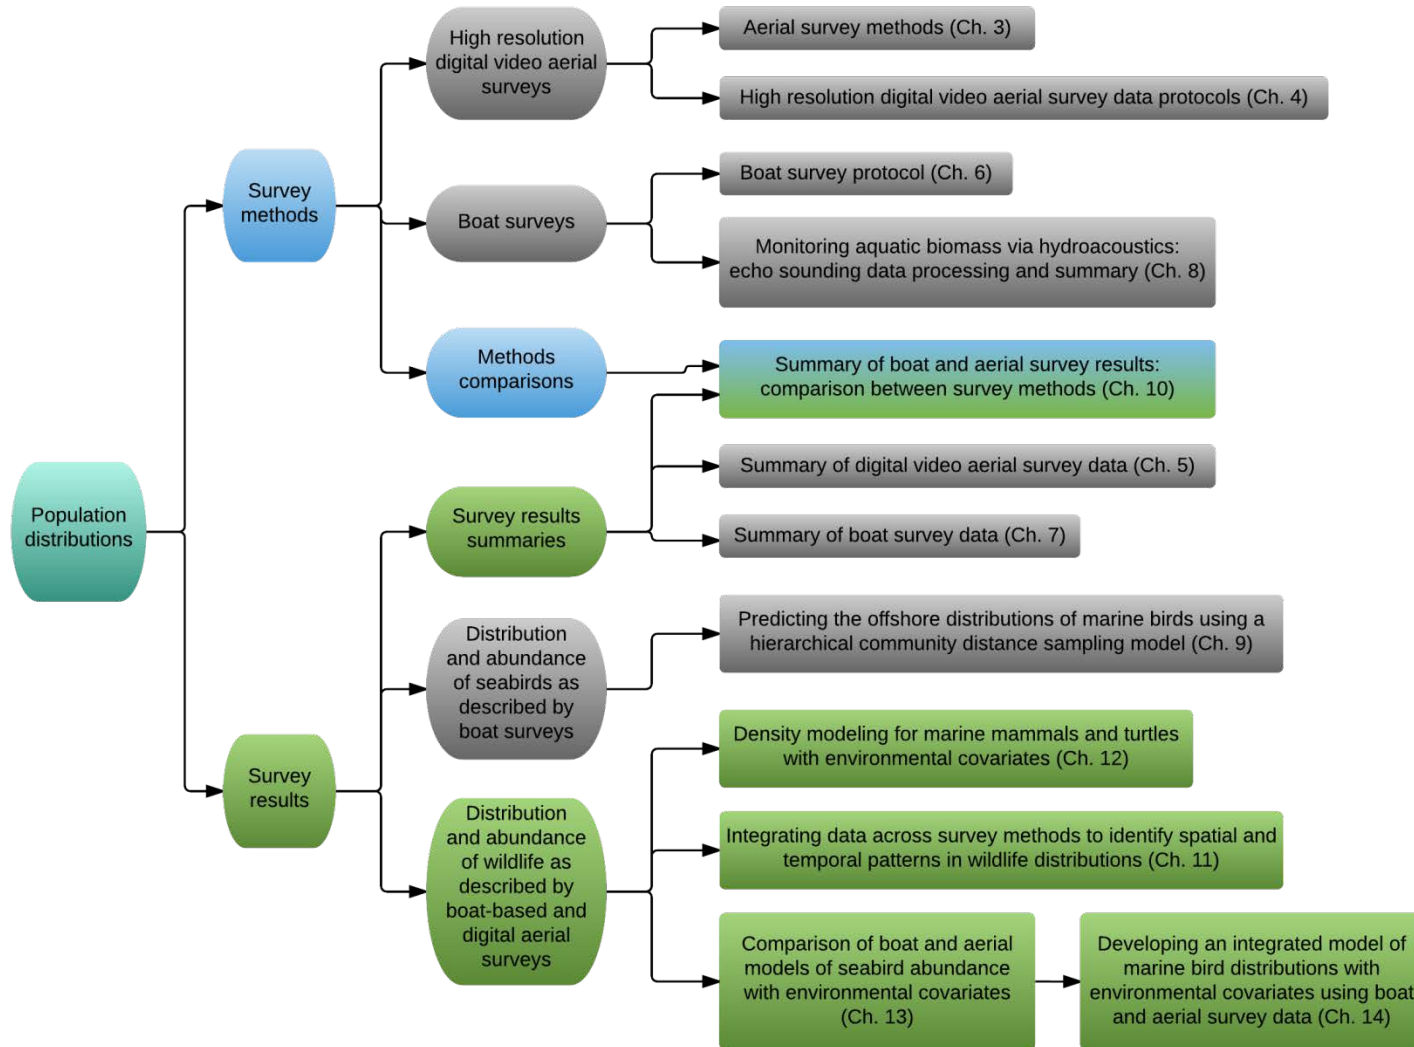 Population
distributions
Survey
methods
High resolution
digital video aerial
surveys
Aerial survey methods (Ch. 3)
High resolution digital video aerial survey data protocols (Ch. 4)
Boat surveys
Boat survey protocol (Ch. 6)
Monitoring aquatic biomass via hydroacoustics:
echo sounding data processing and summary (Ch. 8)
Methods
comparisons
Summary of boat and aerial survey results:
comparison between survey methods (Ch. 10)
Survey
results
Survey results
summaries
Summary of digital video aerial survey data (Ch. 5)
Summary of boat survey data (Ch. 7)
Distribution
and abundance
of seabirds as
described by
boat surveys
Predicting the offshore distributions of marine birds using a
hierarchical community distance sampling model (Ch. 9)
Distribution
and abundance
of wildlife as
described by
boat-based and
digital aerial
surveys
Density modeling for marine mammals and turtles
with environmental covariates (Ch. 12)
Integrating data across survey methods to identify spatial and
temporal patterns in wildlife distributions (Ch. 11)
Comparison of boat and aerial
models of seabird abundance
with environmental covariates
(Ch. 13)
Developing an integrated model of
marine bird distributions with
environmental covariates using boat
and aerial survey data (Ch. 14)